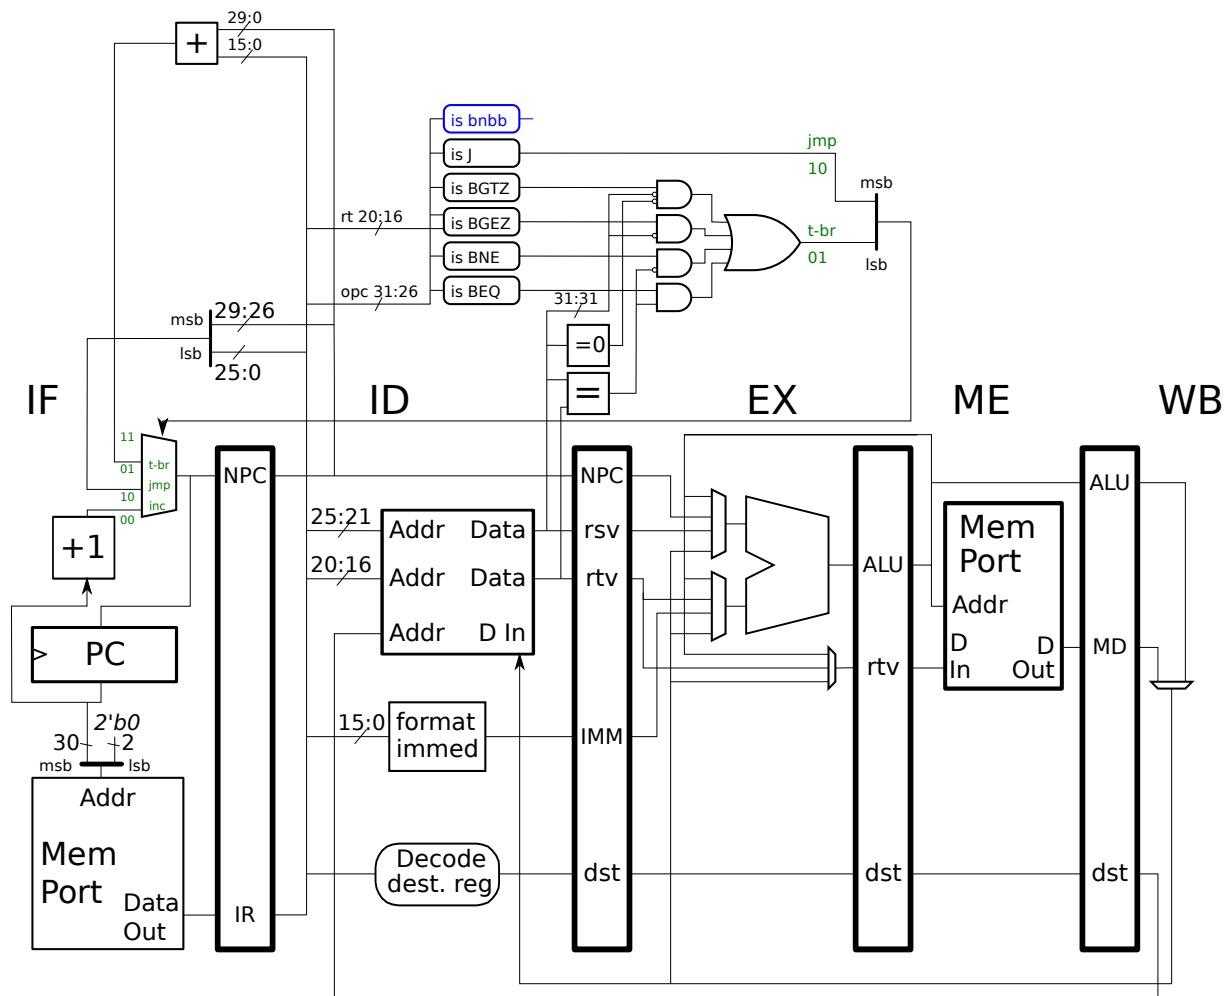 29:0
+
15:0
is bnbb
is J
jmp
10
msb
is BGTZ
rt 20:16
is BGEZ
t-br
01
is BNE
lsb
opc 31:26
is BEQ
31:31
msb
29:26
lsb
25:0
=0
=
IF
ID
EX
ME
WB
11
01
t-br
jmp
10
inc
00
NPC
NPC
ALU
+1
25:21
Addr
Data
rsv
Mem
Port
20:16
Addr
Data
rtv
ALU
Addr
Addr
D In
PC
D
In
D
Out
MD
rtv
2'b0
30
2
msb
lsb
15:0
format
immed
IMM
Addr
Mem
Port
Data
Out
IR
Decode
dest. reg
dst
dst
dst